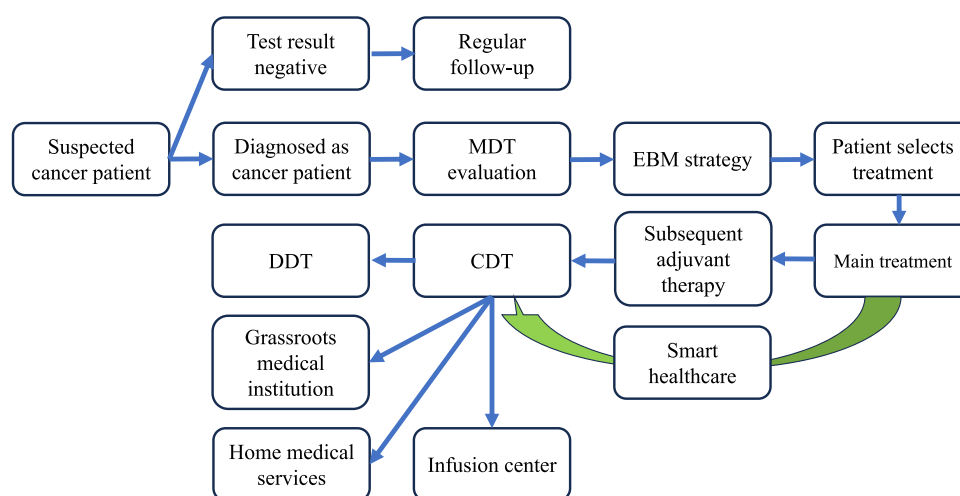 Test result
negative
Regular
follow-up
Suspected
cancer patient
Diagnosed as
cancer patient
MDT
evaluation
EBM strategy
Patient selects
treatment
DDT
CDT
Subsequent
adjuvant
therapy
Main treatment
Grassroots
medical
institution
Smart
healthcare
Home medical
services
Infusion center